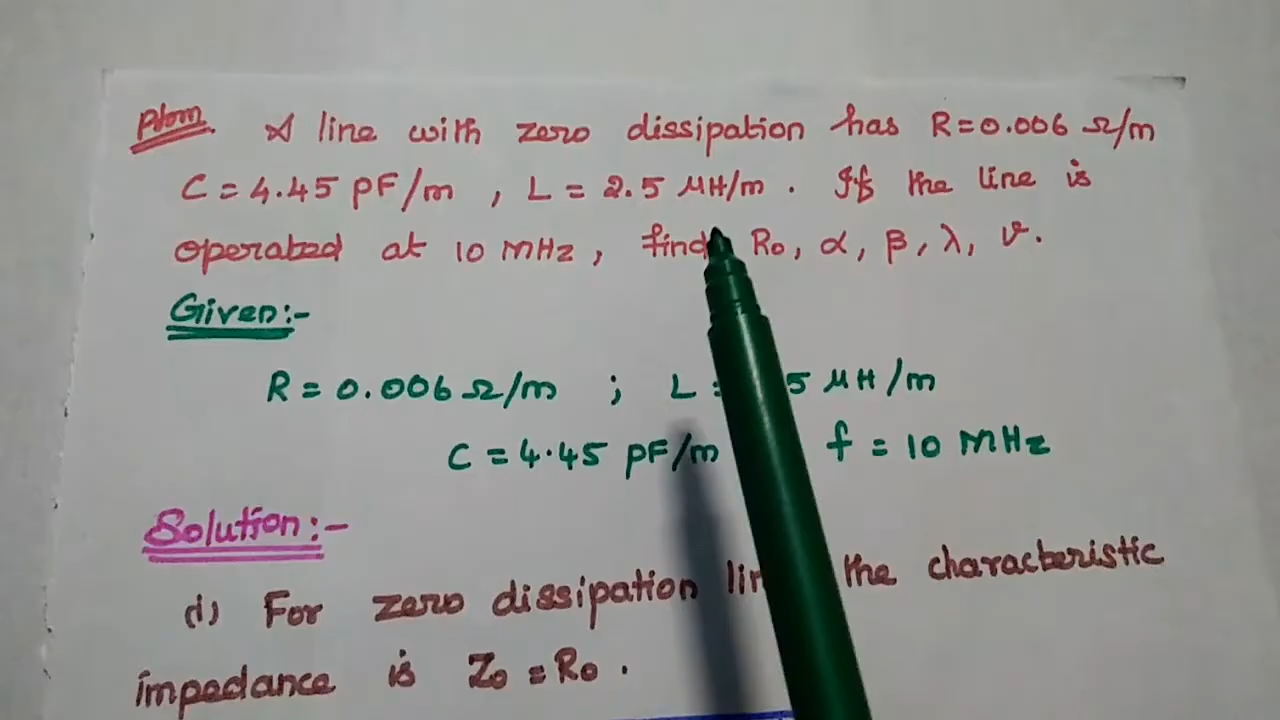 Pbm A line with zero dissipation has R=0.006 Ω/m
C = 4.45 PF/m , L = 2.5 μH/m . If the line is
operated at 10 MHz, find R₀, α, β, λ, v.
Given:-
R = 0.006 Ω/m ; L = 5 μH/m
C = 4.45 pF/m f = 10 MHz
Solution:-
(i) For zero dissipation the characteristic
impedance is Z₀ = R₀ .